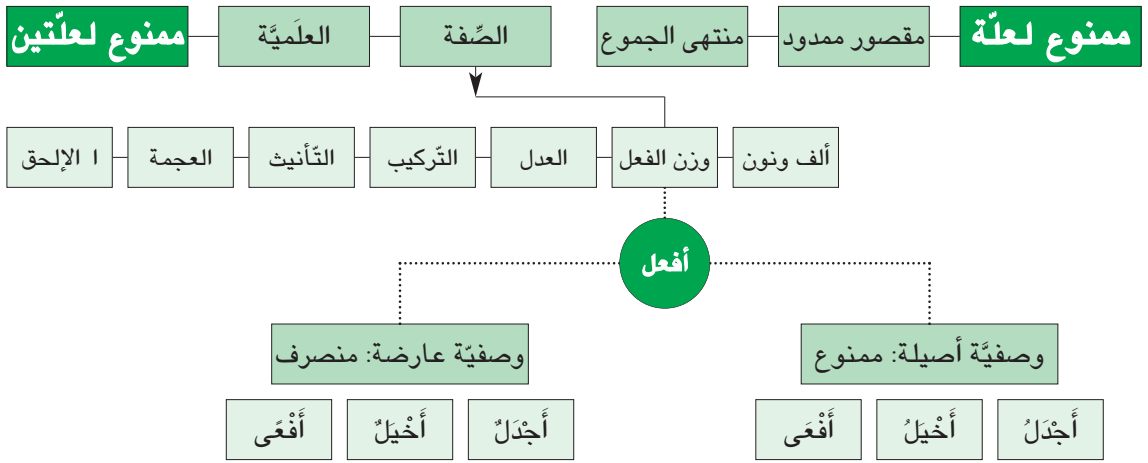 ممنوع لعلّة
مقصور ممدود
منتهى الجموع
الصِّفة
العلَميَّة
ممنوع لعلّتين
ألف ونون
وزن الفعل
العدل
التّركيب
التّأنيث
العجمة
ا الإلحق
أفعل
وصفيَّة أصيلة: ممنوع
وصفيّة عارضة: منصرف
أَجْدَلُ
أَخْيَلُ
أَفْعَى
أَجْدَلٌ
أَخْيَلٌ
أَفْعًى